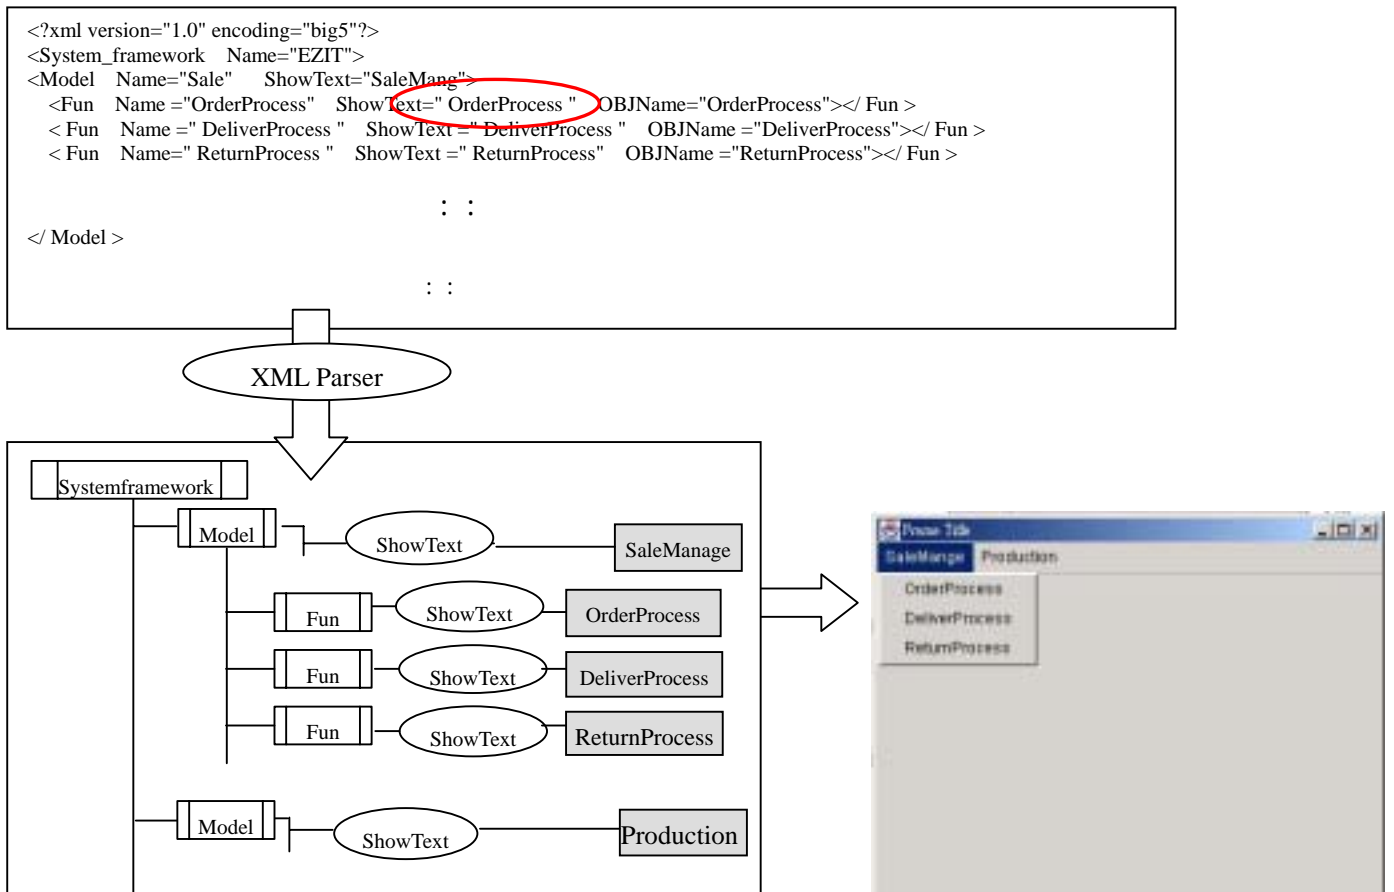 <?xml version="1.0" encoding="big5"?>
<System_framework Name="EZIT">
<Model Name="Sale" ShowText="SaleMang">
<Fun Name ="OrderProcess" ShowText=" OrderProcess " OBJName="OrderProcess"></ Fun >
< Fun Name =" DeliverProcess " ShowText =" DeliverProcess " OBJName ="DeliverProcess"></ Fun >
< Fun Name=" ReturnProcess " ShowText =" ReturnProcess" OBJName ="ReturnProcess"></ Fun >
: :
</ Model >
: :
XML Parser
Systemframework
Model ShowText SaleManage
Fun ShowText OrderProcess
Fun ShowText DeliverProcess
Fun ShowText ReturnProcess
Model ShowText Production
Frame Title
SaleMange Production
OrderProcess
DeliverProcess
ReturnProcess